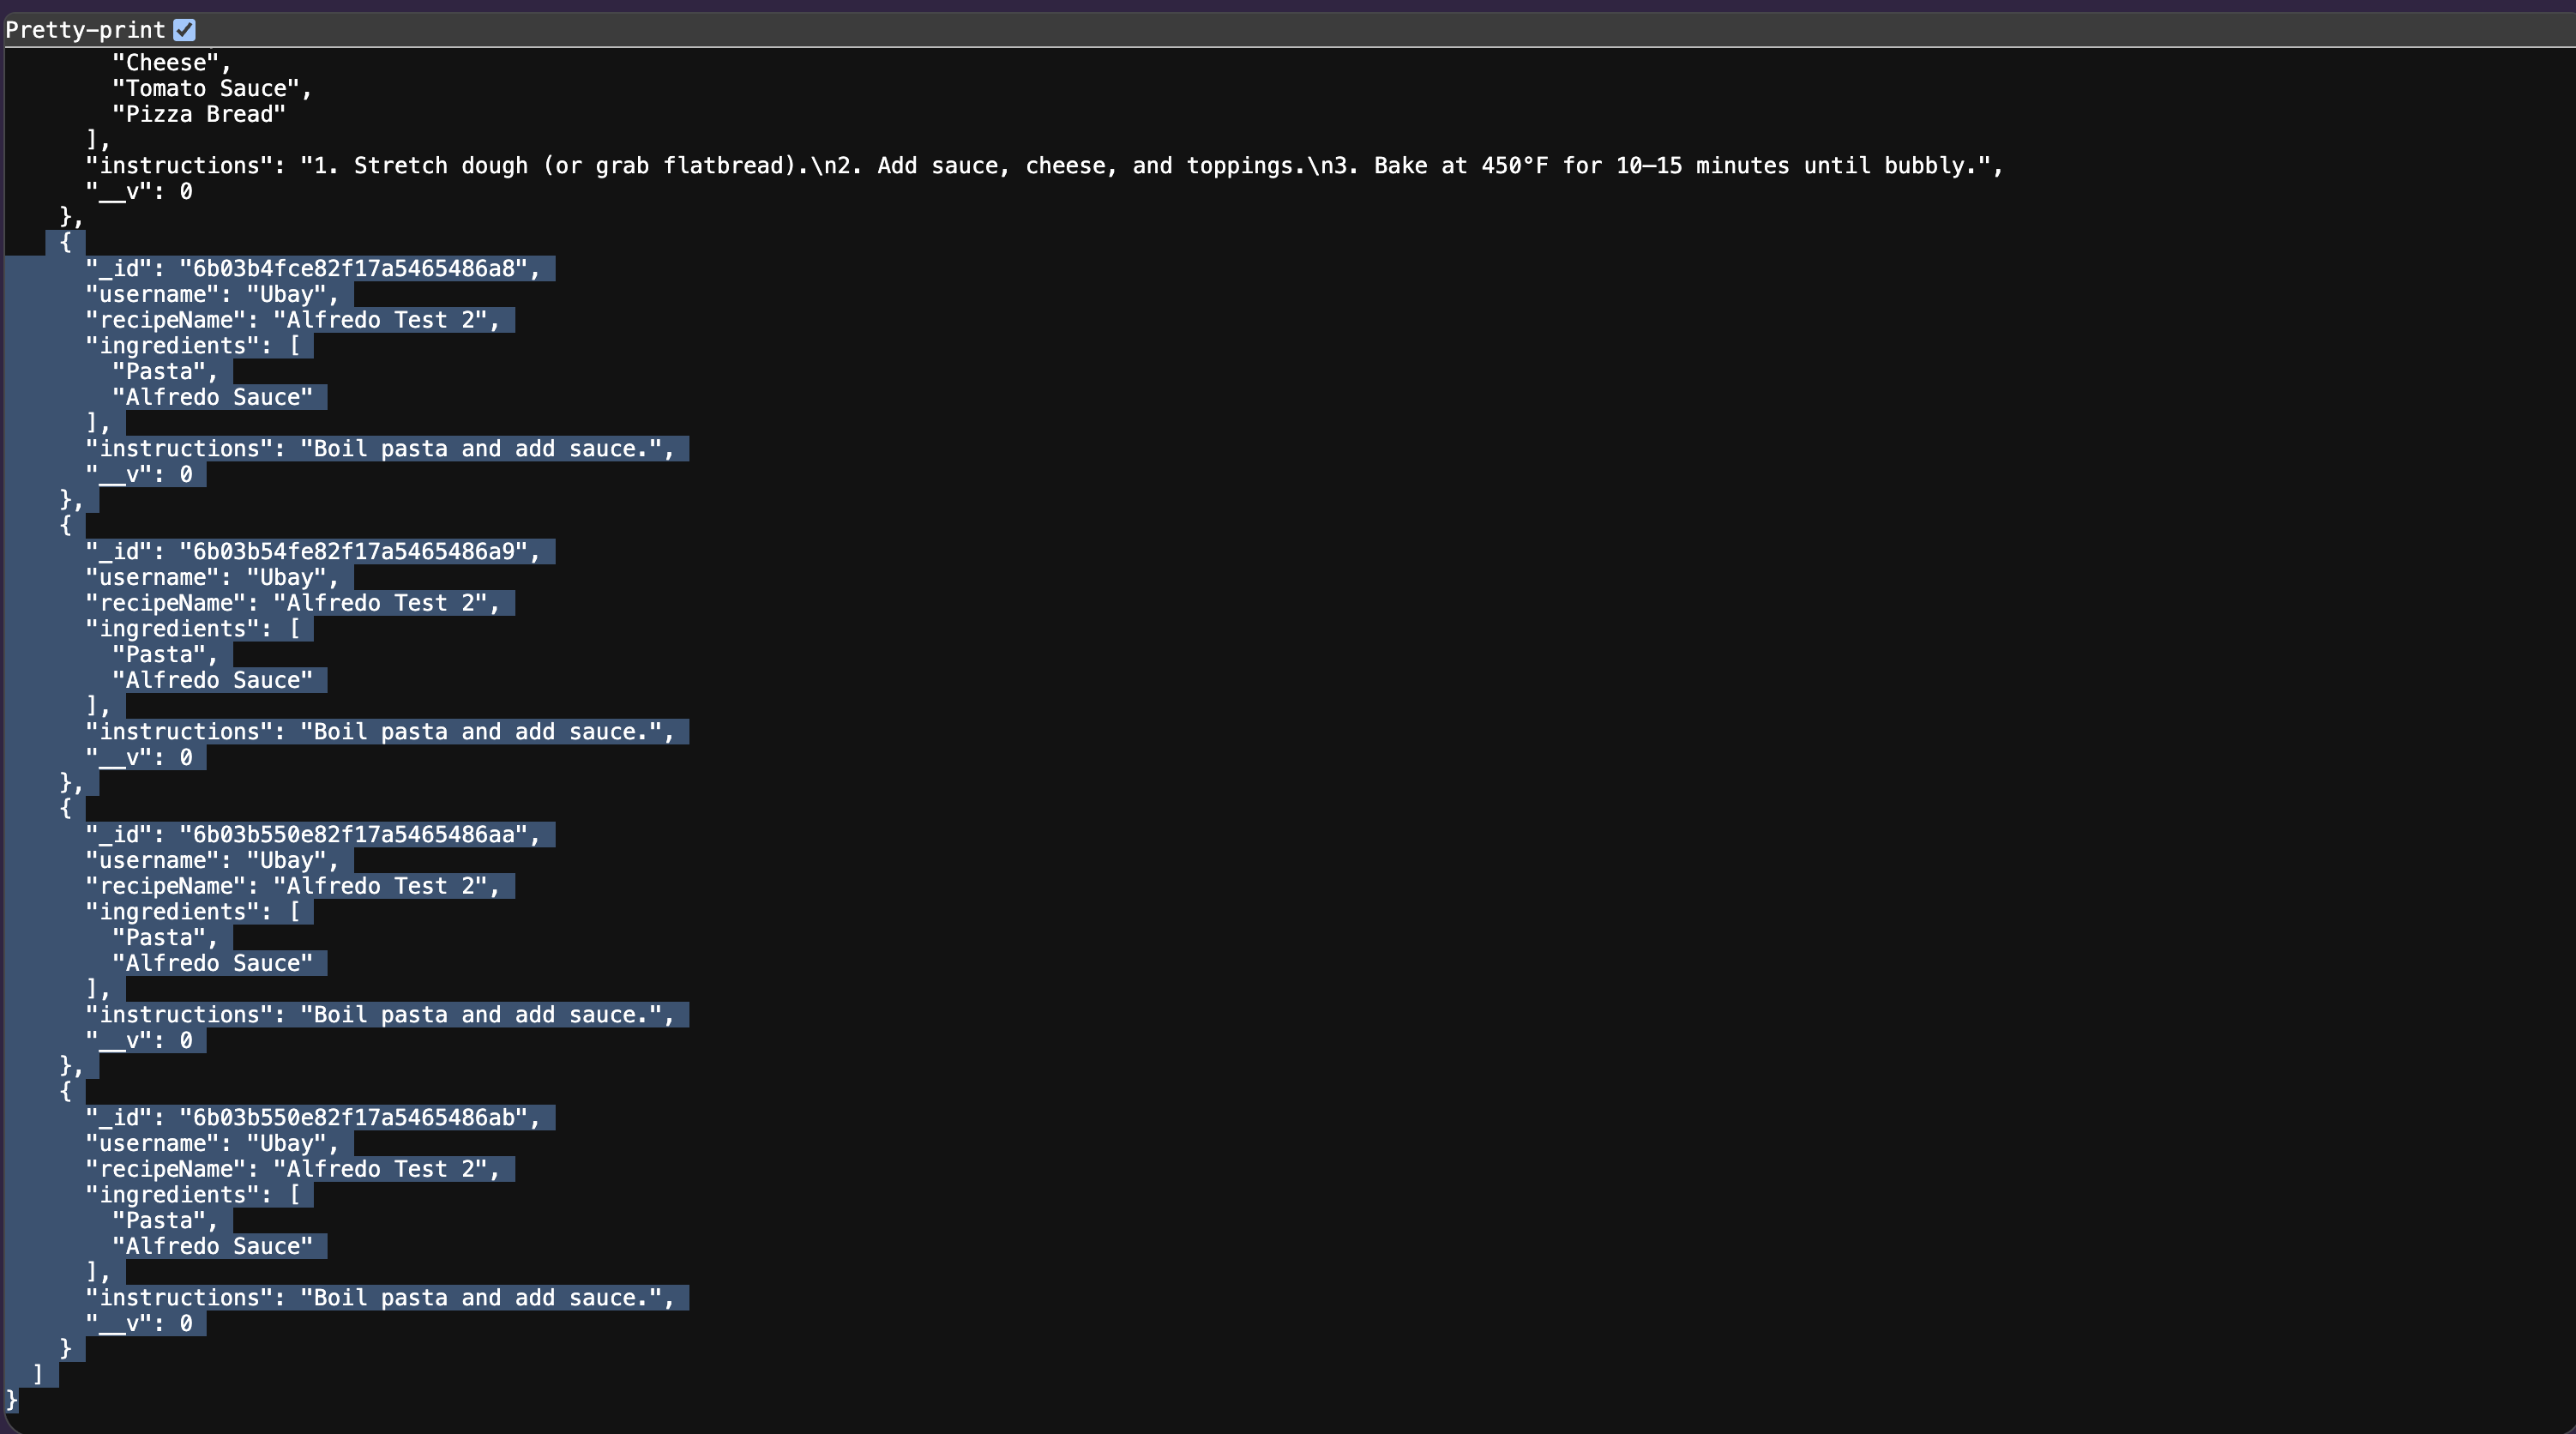 Pretty-print
"Cheese",
"Tomato Sauce",
"Pizza Bread"
],
"instructions": "1. Stretch dough (or grab flatbread).\n2. Add sauce, cheese, and toppings.\n3. Bake at 450°F for 10–15 minutes until bubbly.",
"__v": 0
},
{
"_id": "6b03b4fce82f17a5465486a8",
"username": "Ubay",
"recipeName": "Alfredo Test 2",
"ingredients": [
"Pasta",
"Alfredo Sauce"
],
"instructions": "Boil pasta and add sauce.",
"__v": 0
},
{
"_id": "6b03b54fe82f17a5465486a9",
"username": "Ubay",
"recipeName": "Alfredo Test 2",
"ingredients": [
"Pasta",
"Alfredo Sauce"
],
"instructions": "Boil pasta and add sauce.",
"__v": 0
},
{
"_id": "6b03b550e82f17a5465486aa",
"username": "Ubay",
"recipeName": "Alfredo Test 2",
"ingredients": [
"Pasta",
"Alfredo Sauce"
],
"instructions": "Boil pasta and add sauce.",
"__v": 0
},
{
"_id": "6b03b550e82f17a5465486ab",
"username": "Ubay",
"recipeName": "Alfredo Test 2",
"ingredients": [
"Pasta",
"Alfredo Sauce"
],
"instructions": "Boil pasta and add sauce.",
"__v": 0
}
]
}